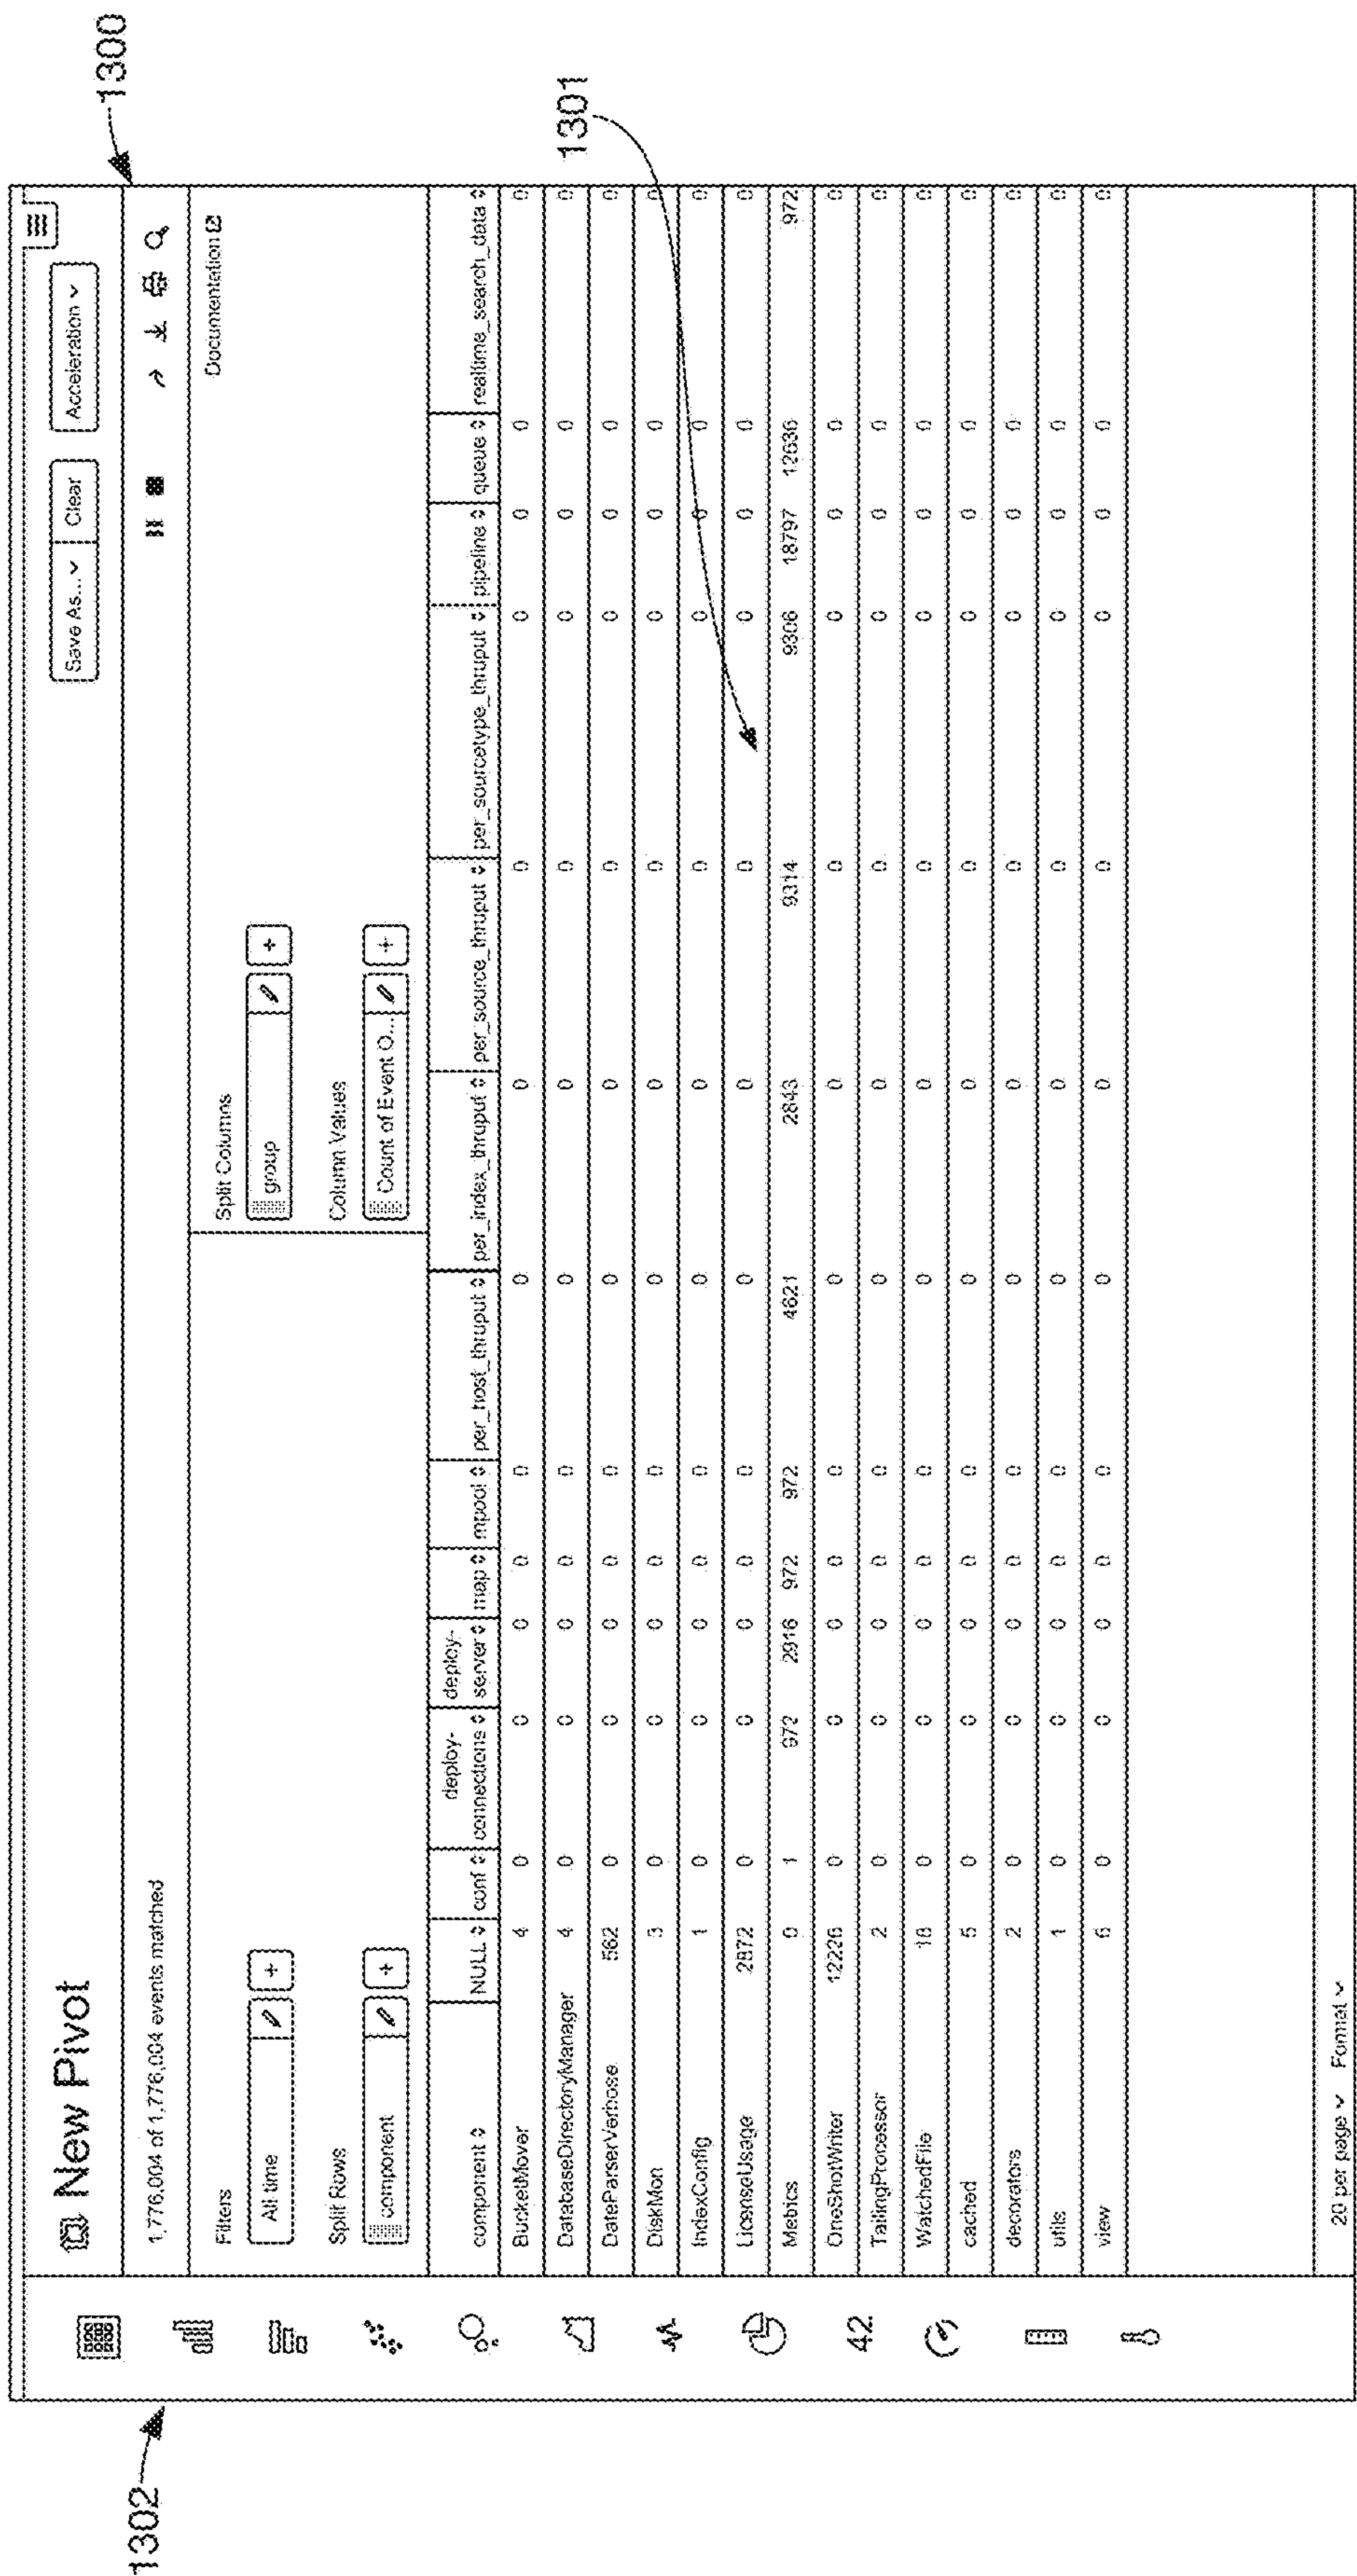 1300
New Pivot
Save As... Clear Acceleration
1,776,004 of 1,776,004 events matched
Filters Split Columns Documentation
All time + group +
Split Rows Column Values
component + Count of Event O... +
component NULL conf deploy-connections deploy-server map mpool per_host_thruput per_index_thruput per_source_thruput per_sourcetype_thruput pipeline queue realtime_search_data
BucketMover 4 0 0 0 0 0 0 0 0 0 0 0 0
DatabaseDirectoryManager 4 0 0 0 0 0 0 0 0 0 0 0 0
DateParserVerbose 562 0 0 0 0 0 0 0 0 0 0 0 0
DiskMon 3 0 0 0 0 0 0 0 0 0 0 0 0
IndexConfig 1 0 0 0 0 0 0 0 0 0 0 0 0
LicenseUsage 2872 0 0 0 0 0 0 0 0 0 0 0 0
Metrics 0 1 972 2916 972 972 4621 2843 9314 9306 18797 12636 972
OneShotWriter 12226 0 0 0 0 0 0 0 0 0 0 0 0
TailingProcessor 2 0 0 0 0 0 0 0 0 0 0 0 0
WatchedFile 18 0 0 0 0 0 0 0 0 0 0 0 0
cached 5 0 0 0 0 0 0 0 0 0 0 0 0
decorators 2 0 0 0 0 0 0 0 0 0 0 0 0
utils 1 0 0 0 0 0 0 0 0 0 0 0 0
view 6 0 0 0 0 0 0 0 0 0 0 0 0
20 per page Format
42
1301
1302